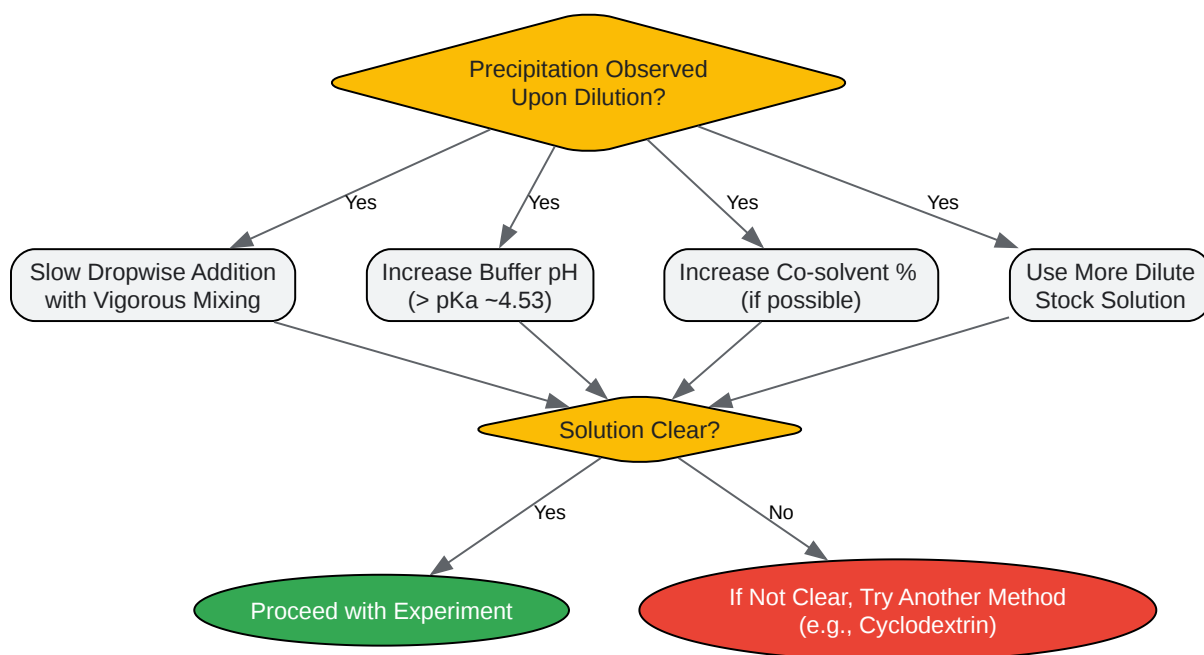 Precipitation Observed
Upon Dilution?
Yes
Yes
Yes
Yes
Slow Dropwise Addition
with Vigorous Mixing
Increase Buffer pH
(> pKa ~4.53)
Increase Co-solvent %
(if possible)
Use More Dilute
Stock Solution
Solution Clear?
Yes
No
Proceed with Experiment
If Not Clear, Try Another Method
(e.g., Cyclodextrin)